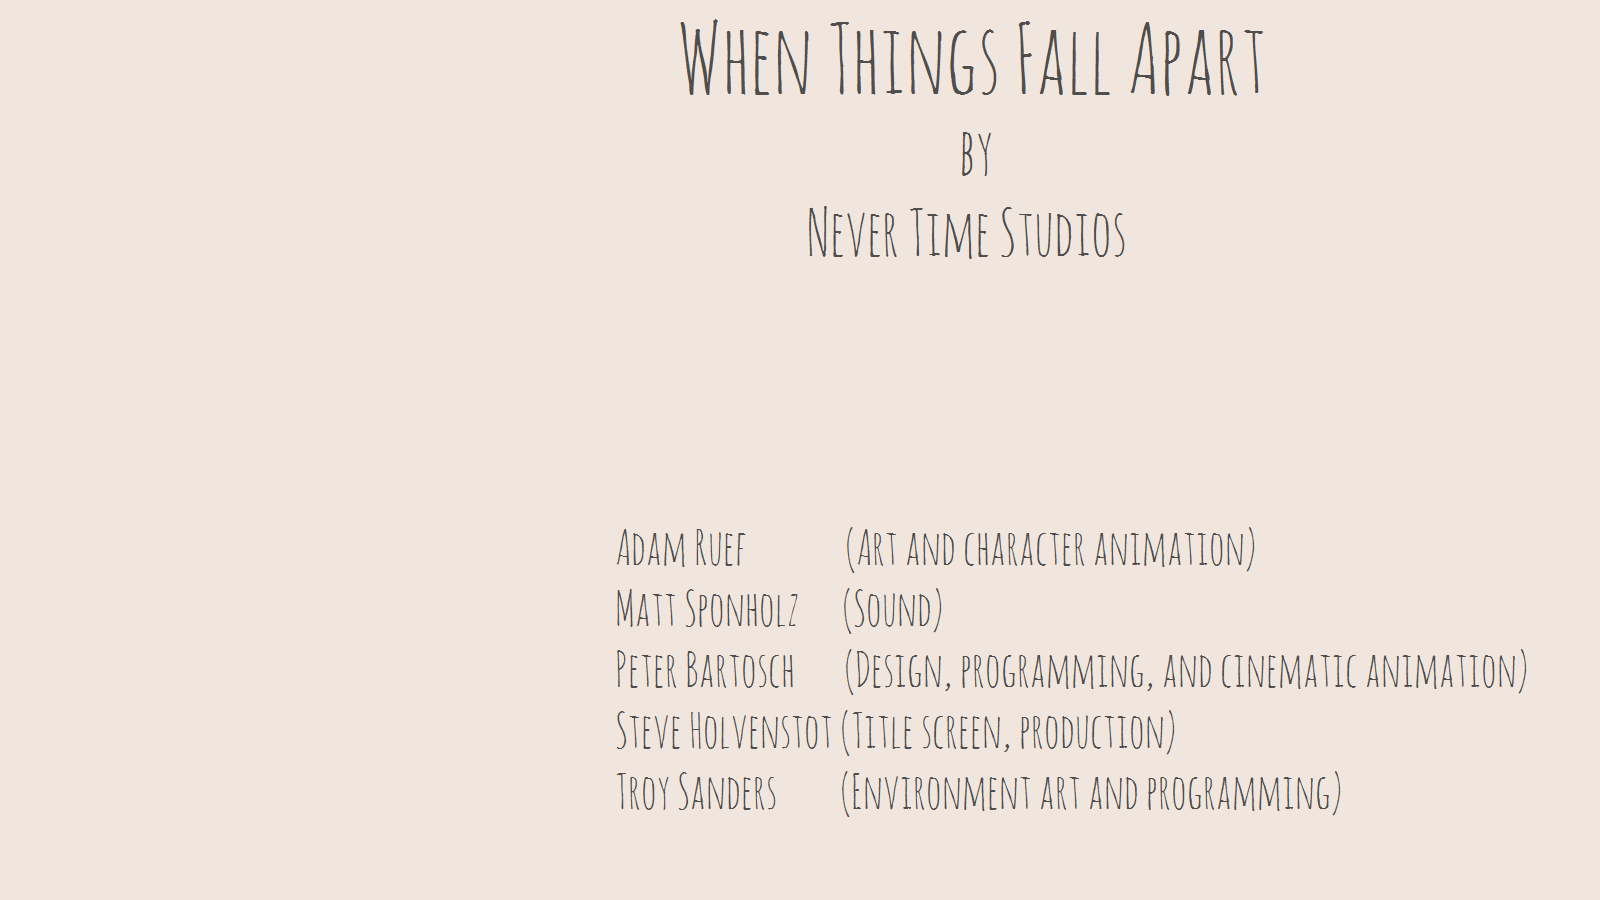 When Things Fall Apart
by
Never Time Studios
Adam Ruef (Art and character animation)
Matt Sponholz (Sound)
Peter Bartosch (Design, programming, and cinematic animation)
Steve Holvenstot (Title screen, production)
Troy Sanders (Environment art and programming)